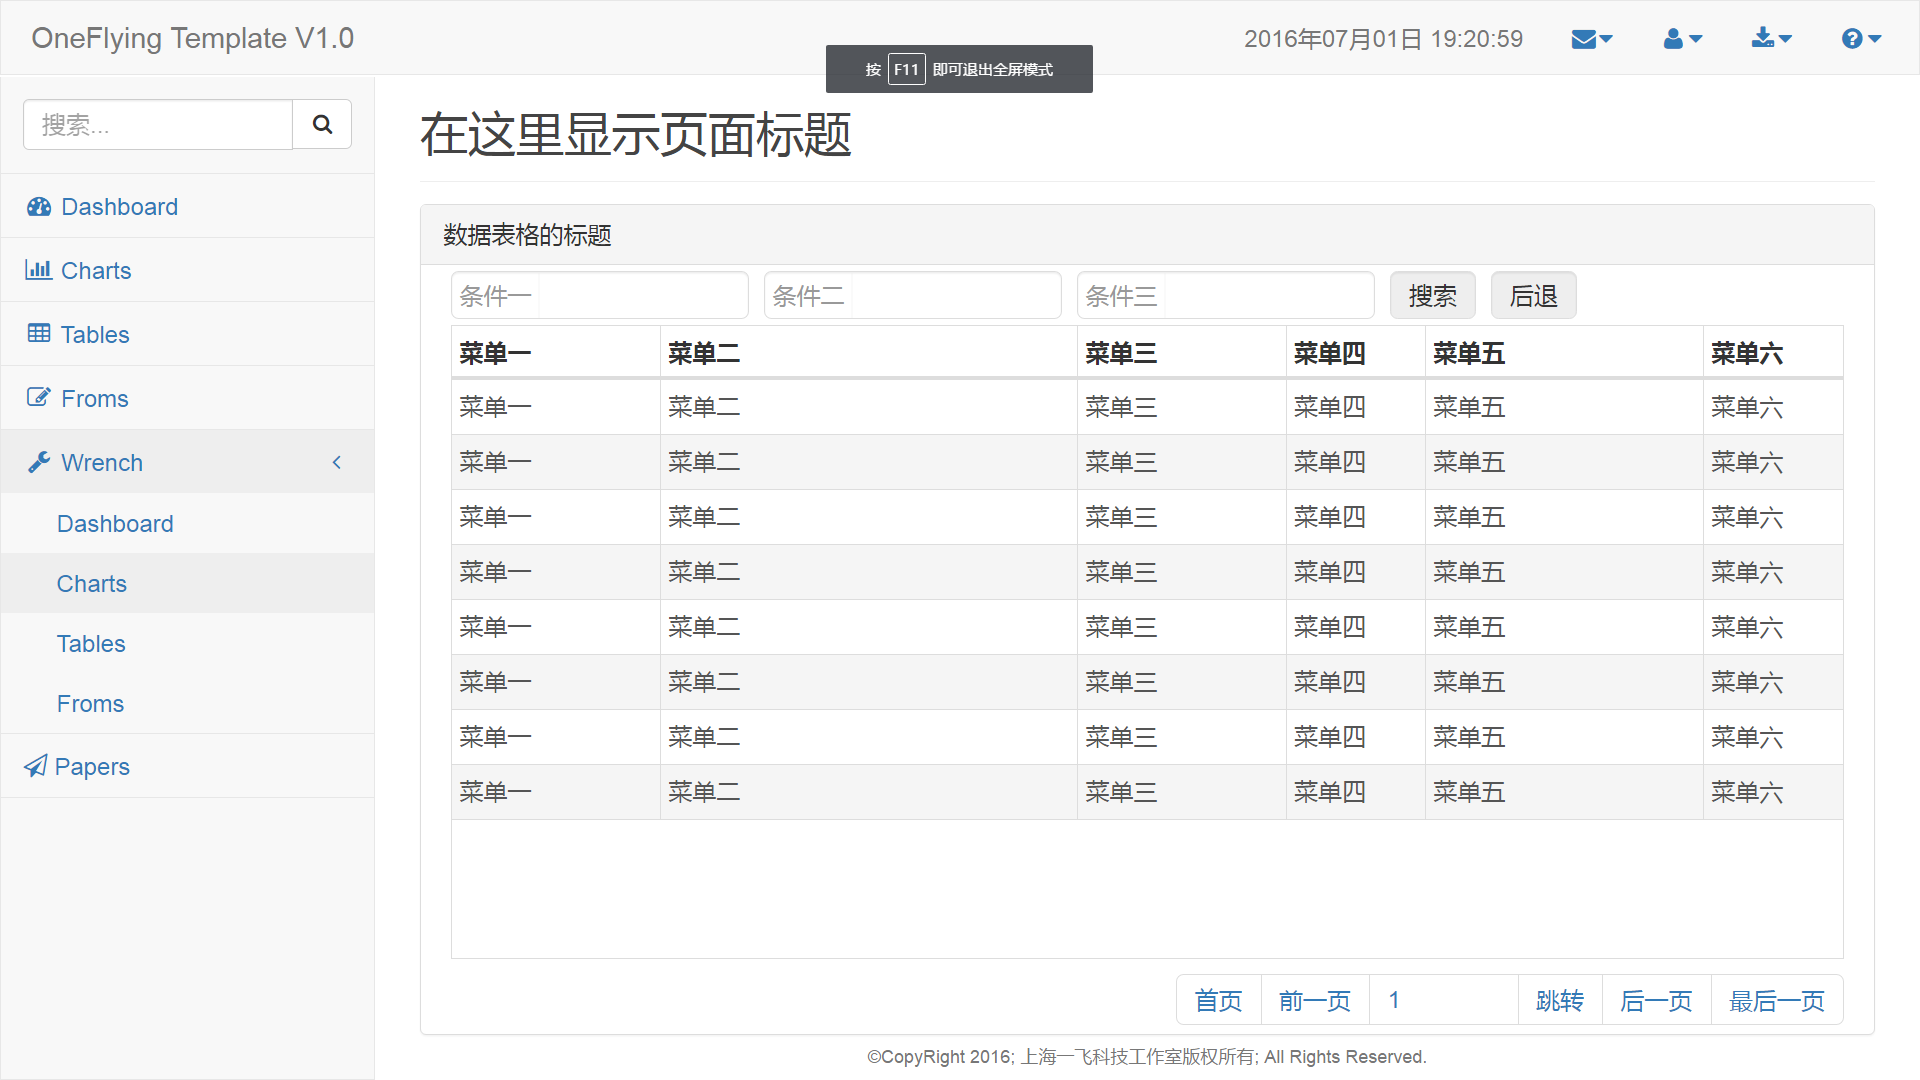 OneFlying Template V1.0
2016年07月01日 19:20:59
按 F11 即可退出全屏模式
搜索...
Dashboard
Charts
Tables
Froms
Wrench
Dashboard
Charts
Tables
Froms
Papers
在这里显示页面标题
数据表格的标题
条件一 条件二 条件三 搜索 后退
菜单一 菜单二 菜单三 菜单四 菜单五 菜单六
菜单一 菜单二 菜单三 菜单四 菜单五 菜单六
菜单一 菜单二 菜单三 菜单四 菜单五 菜单六
菜单一 菜单二 菜单三 菜单四 菜单五 菜单六
菜单一 菜单二 菜单三 菜单四 菜单五 菜单六
菜单一 菜单二 菜单三 菜单四 菜单五 菜单六
菜单一 菜单二 菜单三 菜单四 菜单五 菜单六
菜单一 菜单二 菜单三 菜单四 菜单五 菜单六
菜单一 菜单二 菜单三 菜单四 菜单五 菜单六
首页 前一页 1 跳转 后一页 最后一页
©CopyRight 2016; 上海一飞科技工作室版权所有; All Rights Reserved.